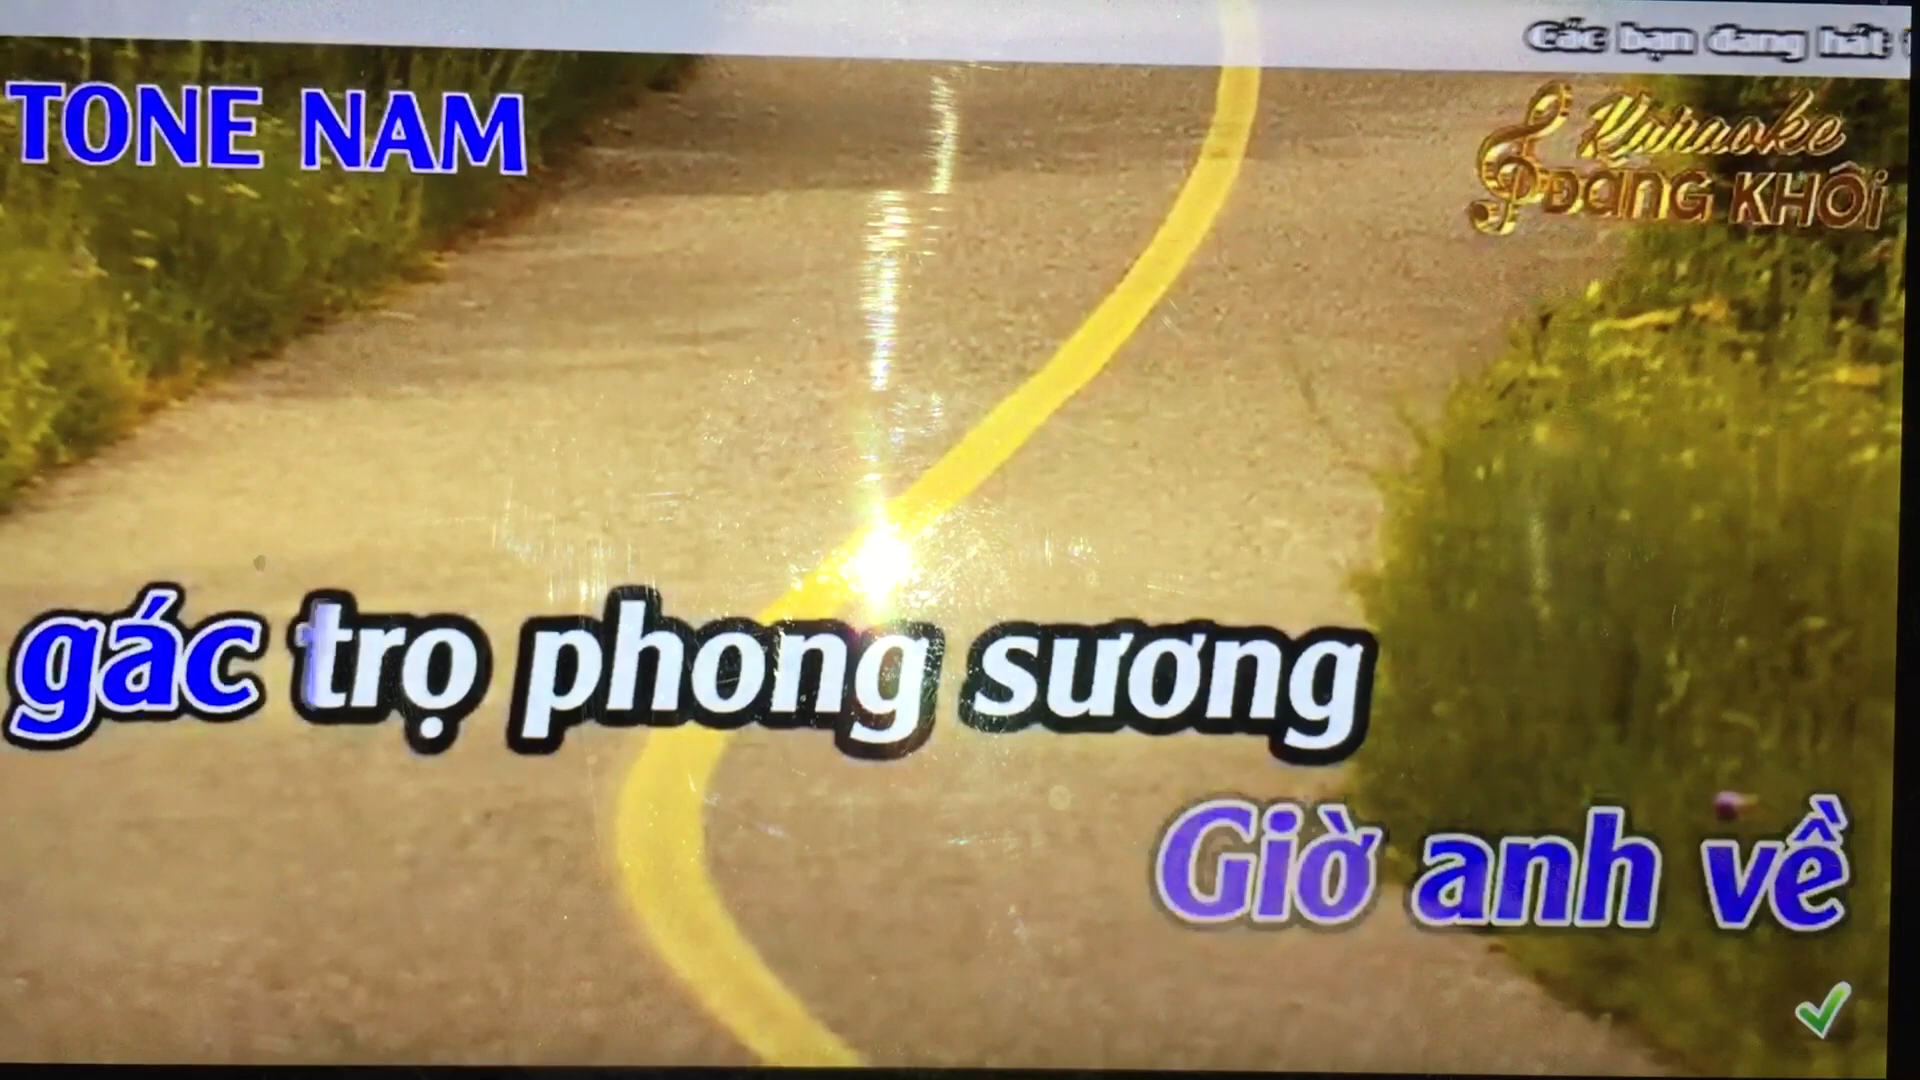 Các bạn đang hát
TONE NAM
Karaoke
ĐANG KHÔI
gác trọ phong sương
Giờ anh về